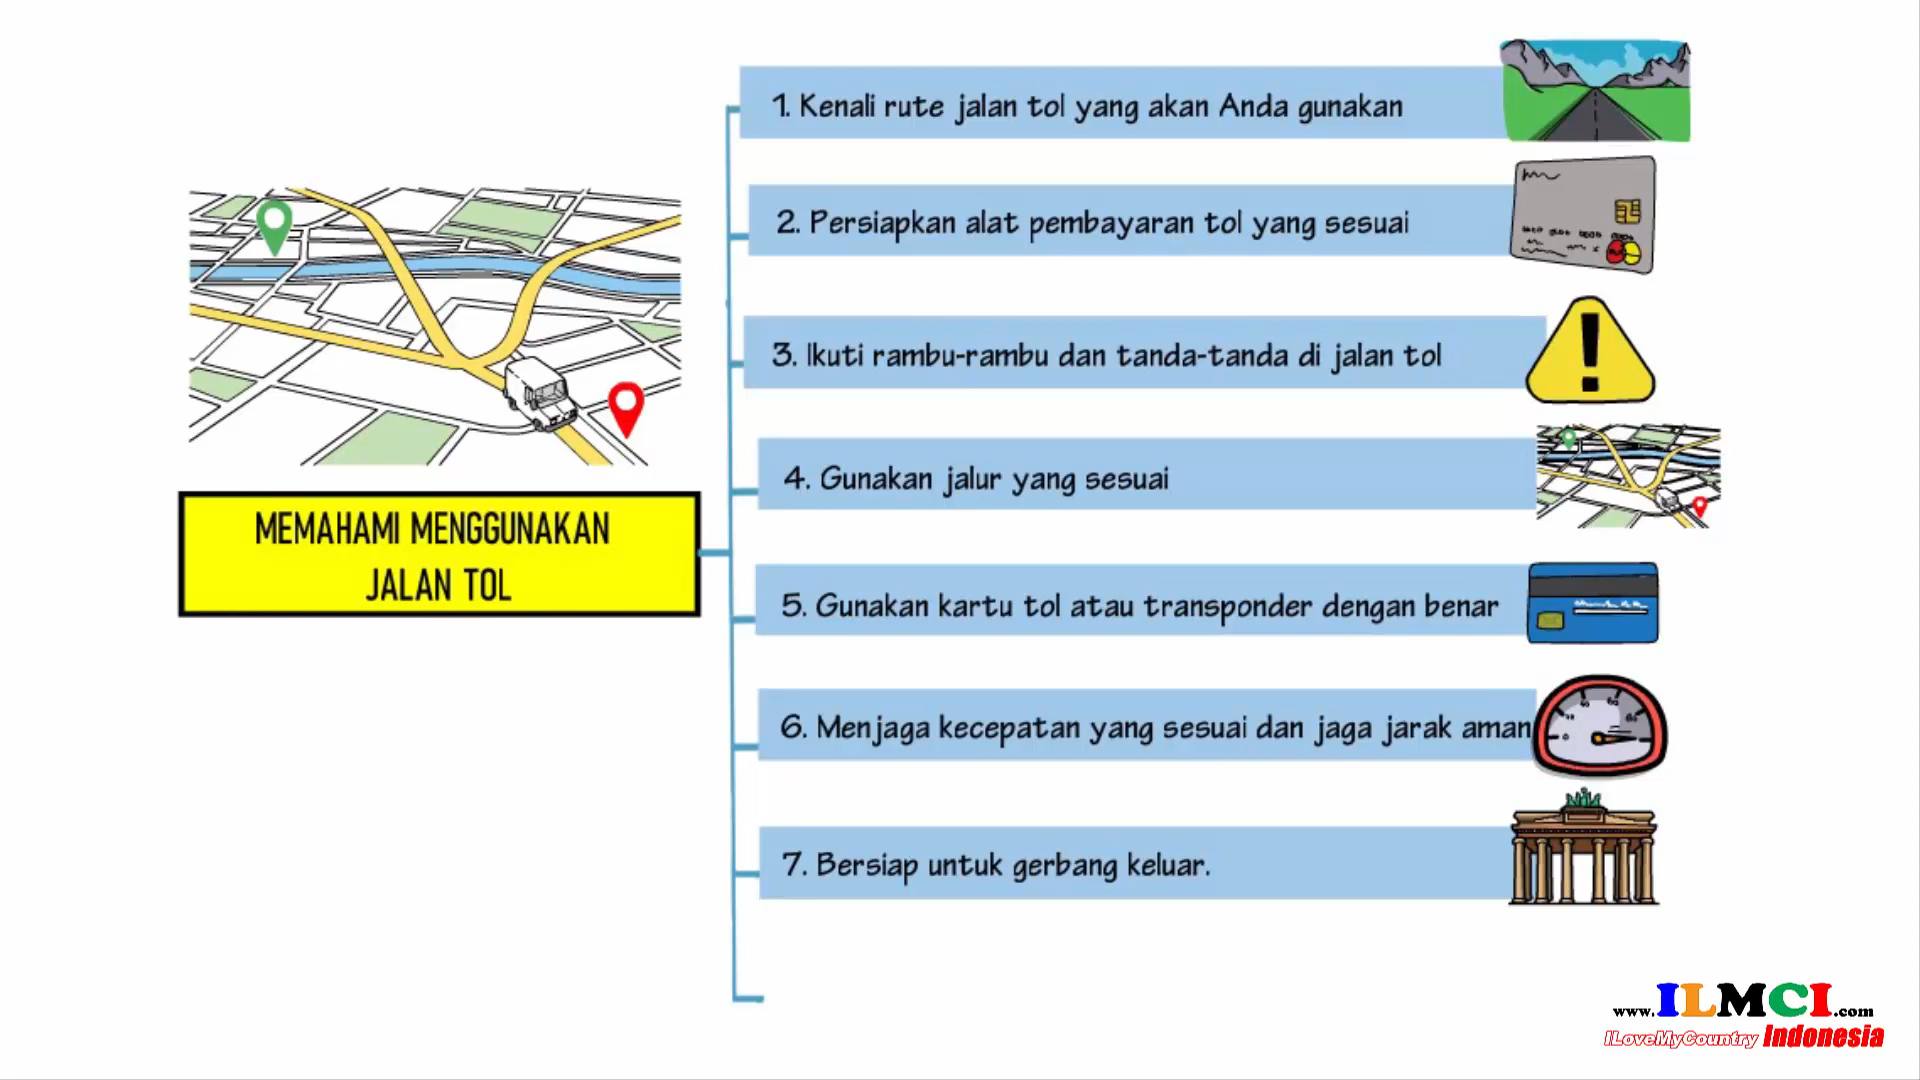 MEMAHAMI MENGGUNAKAN
JALAN TOL
1. Kenali rute jalan tol yang akan Anda gunakan
2. Persiapkan alat pembayaran tol yang sesuai
3. Ikuti rambu-rambu dan tanda-tanda di jalan tol
4. Gunakan jalur yang sesuai
5. Gunakan kartu tol atau transponder dengan benar
6. Menjaga kecepatan yang sesuai dan jaga jarak aman
7. Bersiap untuk gerbang keluar.
www.ILMCI.com
ILoveMyCountry Indonesia